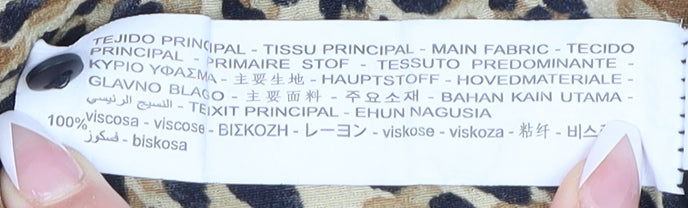 TEJIDO PRINCIPAL - TISSU PRINCIPAL - MAIN FABRIC - TECIDO
PRINCIPAL - PRIMAIRE STOF - TESSUTO PREDOMINANTE -
ΚΥΡΙΟ ΥΦΑΣΜΑ - 主要生地 - HAUPTSTOFF - HOVEDMATERIALE -
GLAVNO BLAGO - 主要面料 - 주요소재 - BAHAN KAIN UTAMA -
النسيج الرئيسي - TEIXIT PRINCIPAL - EHUN NAGUSIA
100% viscosa - viscose - ΒΙΣΚΟΖΗ - レーヨン - viskose - viskoza - 粘纤 -
فسكوز - biskosa